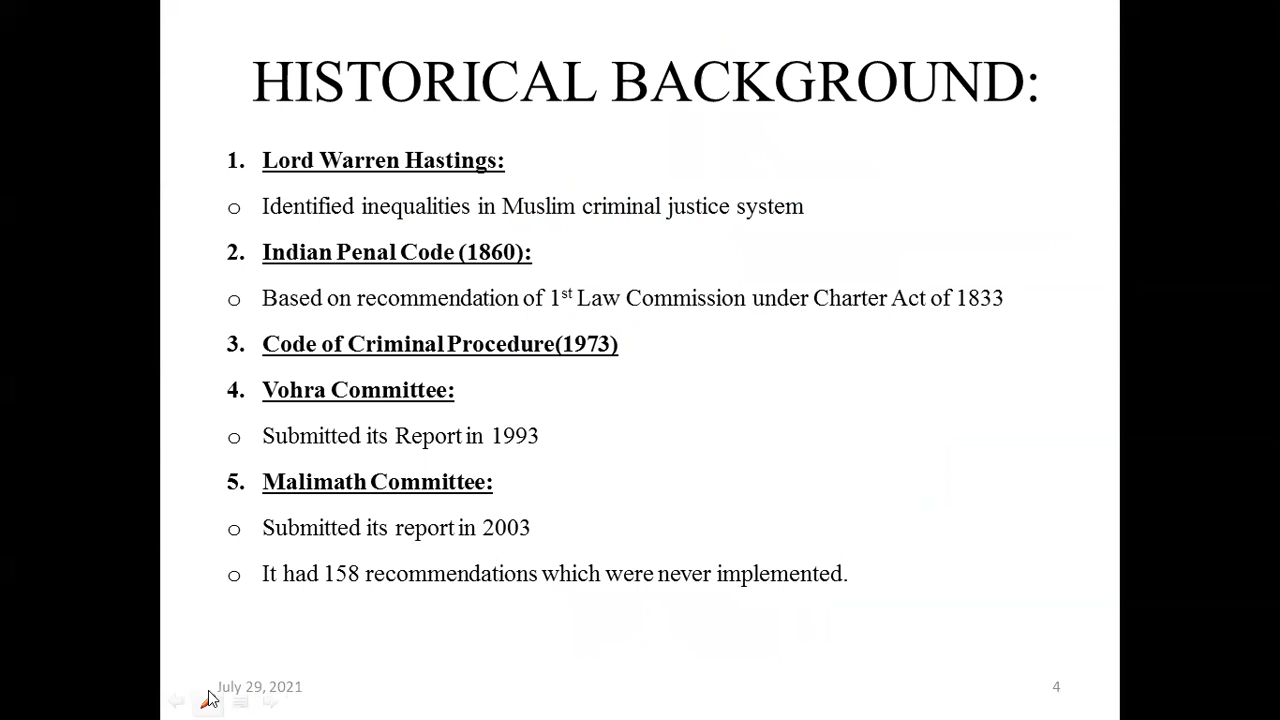 HISTORICAL BACKGROUND:
1. Lord Warren Hastings:
o Identified inequalities in Muslim criminal justice system
2. Indian Penal Code (1860):
o Based on recommendation of 1st Law Commission under Charter Act of 1833
3. Code of Criminal Procedure(1973)
4. Vohra Committee:
o Submitted its Report in 1993
5. Malimath Committee:
o Submitted its report in 2003
o It had 158 recommendations which were never implemented.
July 29, 2021
4